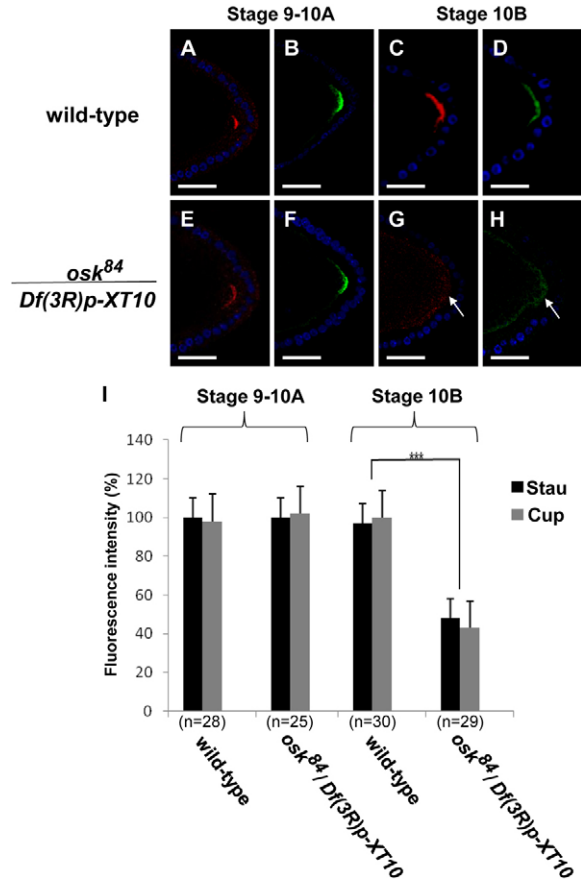 Stage 9-10A Stage 10B
A B C D
wild-type
E F G H
osk84
Df(3R)p-XT10
I Stage 9-10A Stage 10B
140
120
100
80
60
40
20
0
Fluorescence intensity (%)
***
Stau
Cup
(n=28) (n=25) (n=30) (n=29)
wild-type
osk84/ Df(3R)p-XT10
wild-type
osk84/ Df(3R)p-XT10